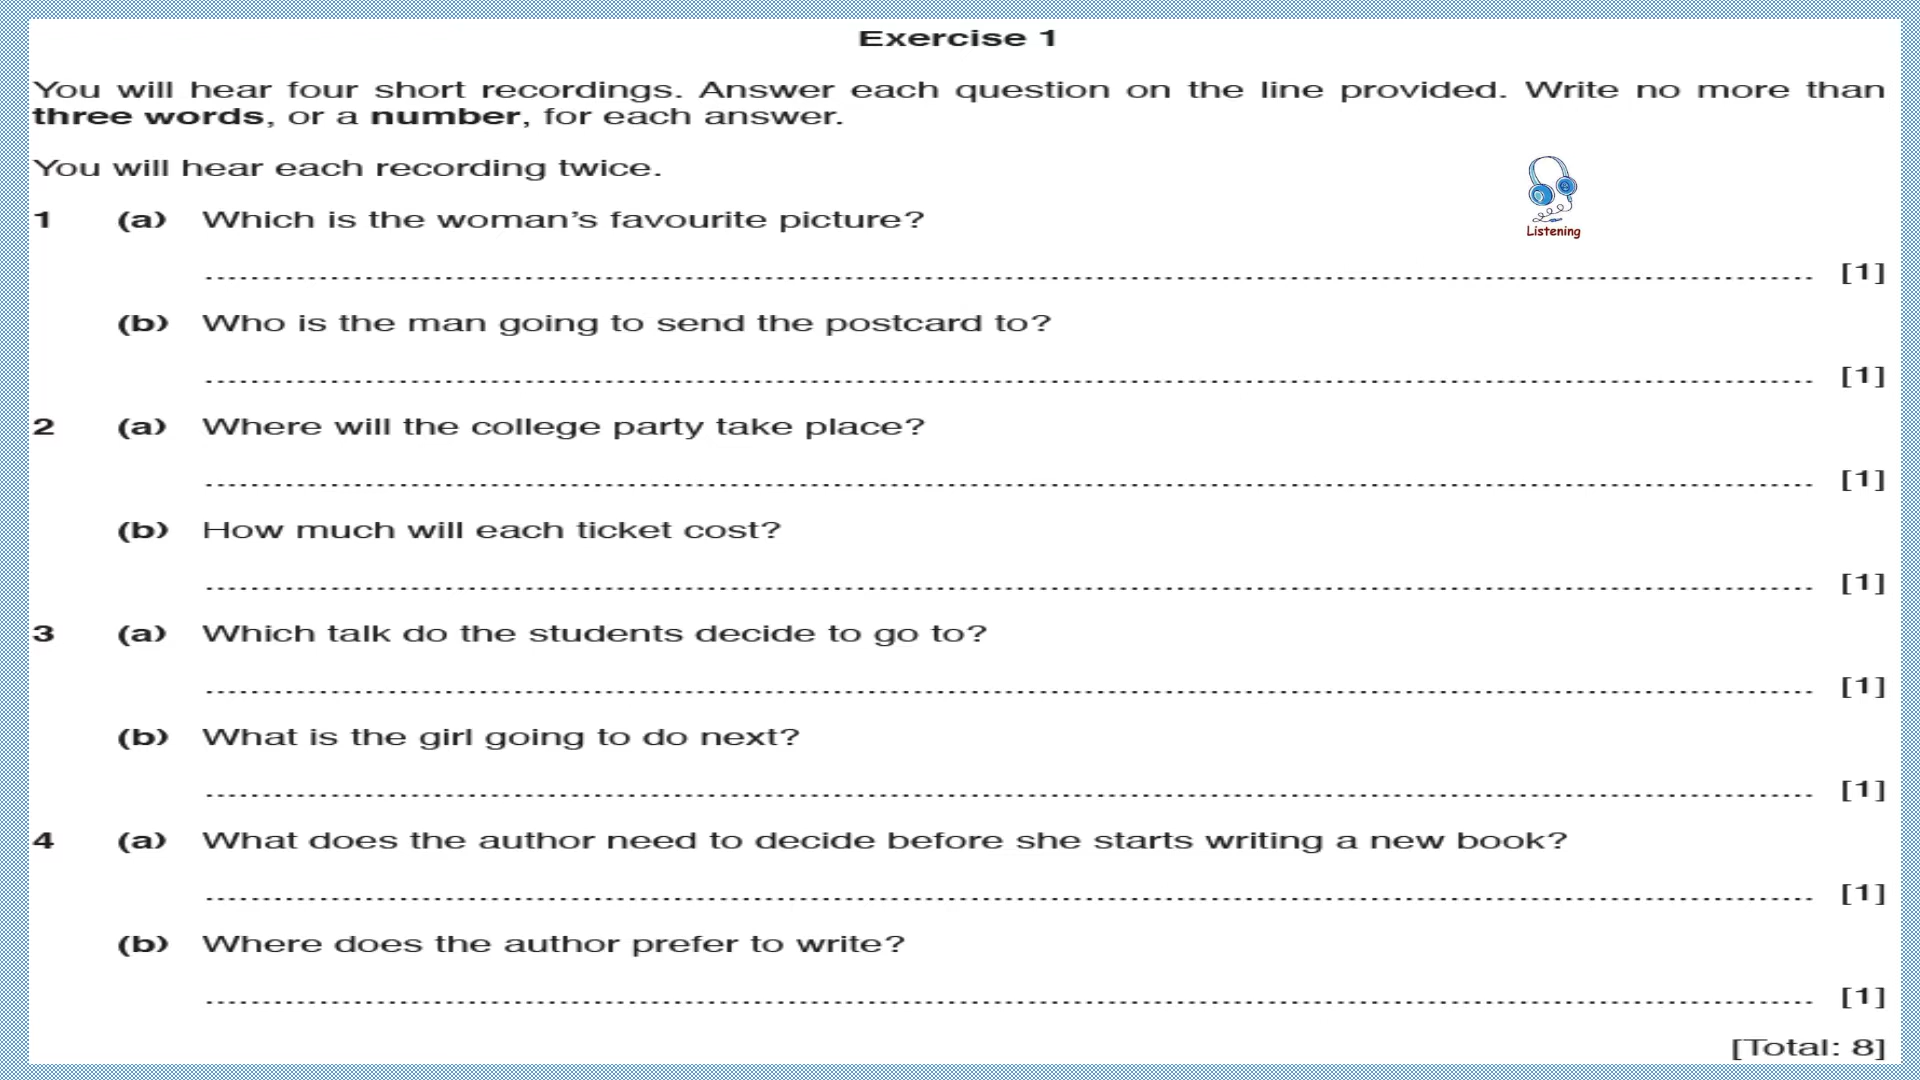 Exercise 1
You will hear four short recordings. Answer each question on the line provided. Write no more than
three words, or a number, for each answer.
You will hear each recording twice.
Listening
1 (a) Which is the woman’s favourite picture?
[1]
(b) Who is the man going to send the postcard to?
[1]
2 (a) Where will the college party take place?
[1]
(b) How much will each ticket cost?
[1]
3 (a) Which talk do the students decide to go to?
[1]
(b) What is the girl going to do next?
[1]
4 (a) What does the author need to decide before she starts writing a new book?
[1]
(b) Where does the author prefer to write?
[1]
[Total: 8]